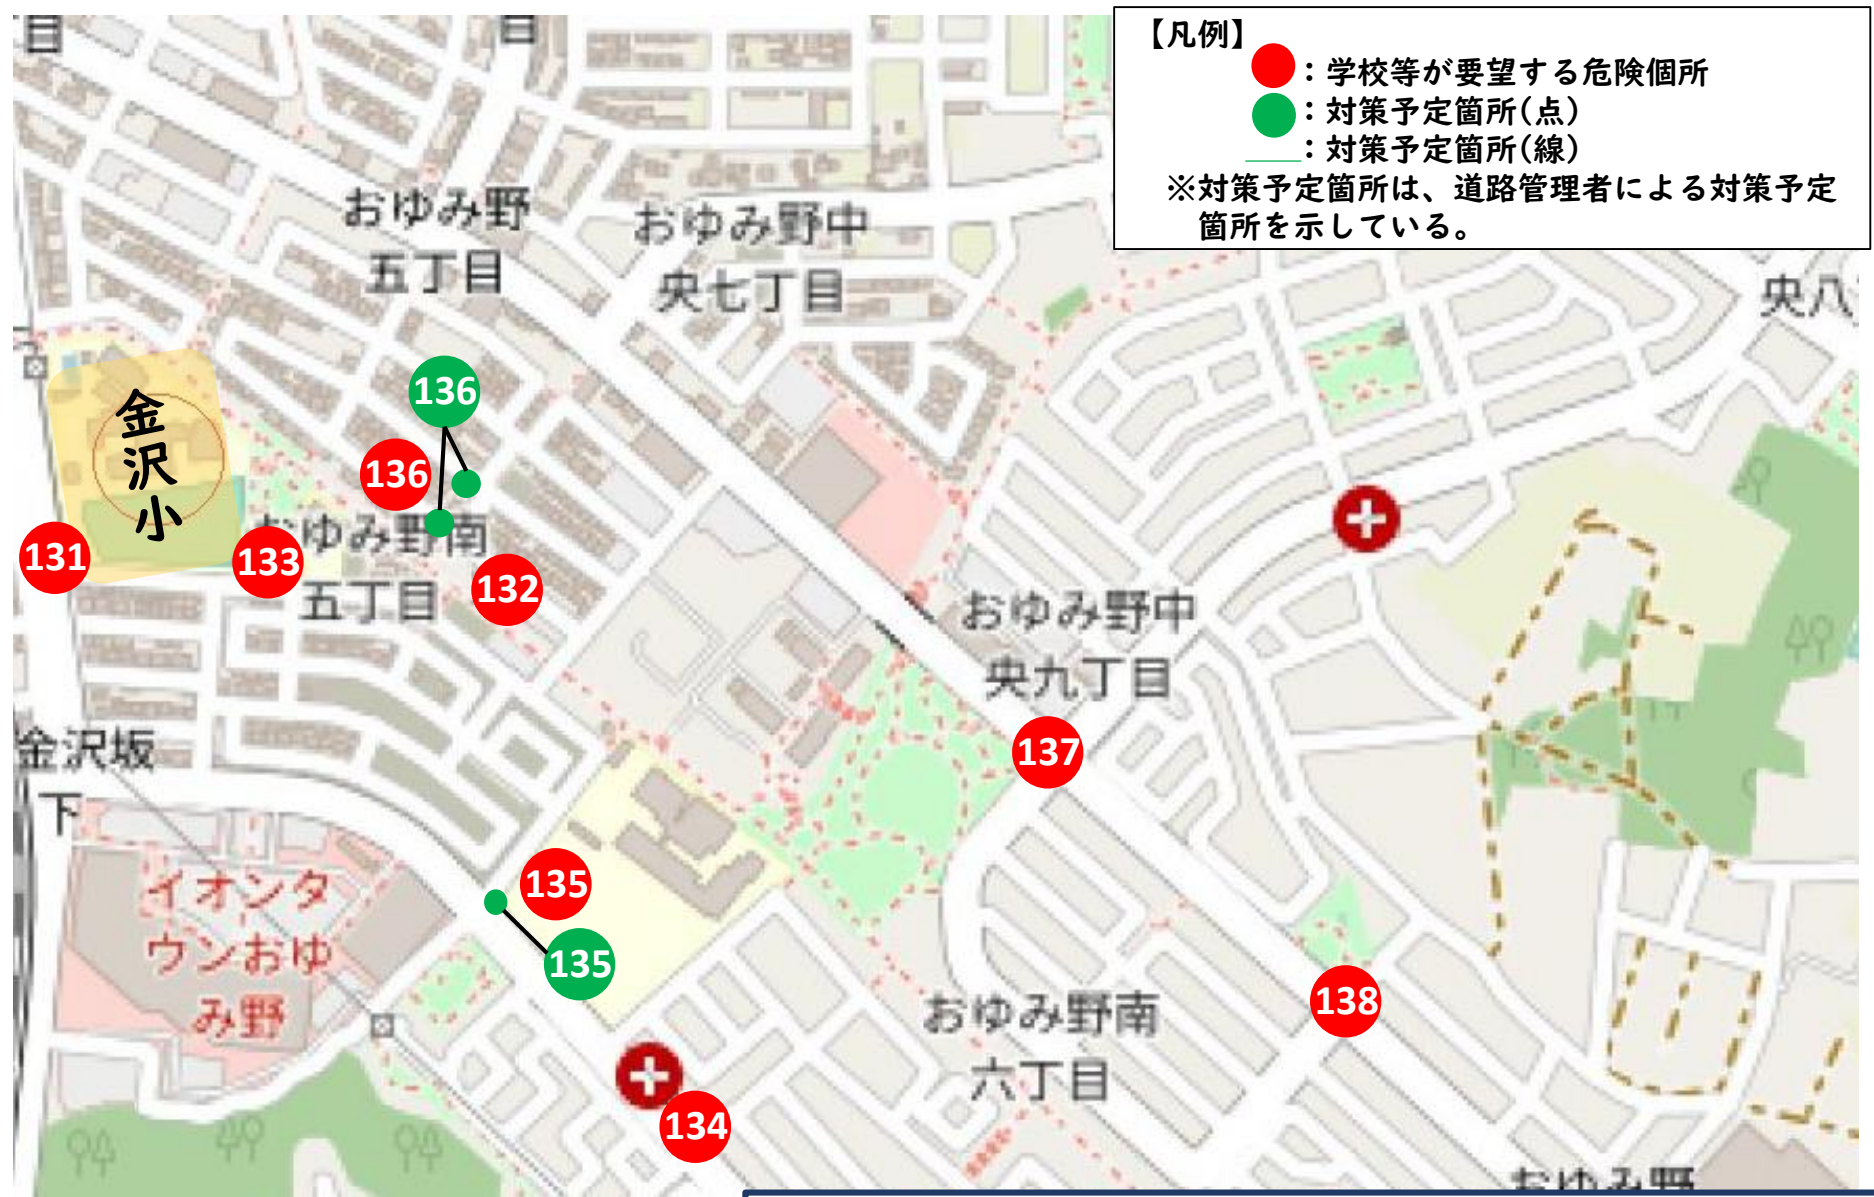 【凡例】
：学校等が要望する危険個所
：対策予定箇所(点)
：対策予定箇所(線)
※対策予定箇所は、道路管理者による対策予定
箇所を示している。
目
目
おゆみ野
五丁目
おゆみ野中
央七丁目
央八
金沢小
136
136
131
133
おゆみ野南
五丁目
132
おゆみ野中
央九丁目
137
金沢坂
下
イオンタ
ウンおゆ
み野
135
135
138
おゆみ野南
六丁目
134
おゆみ野